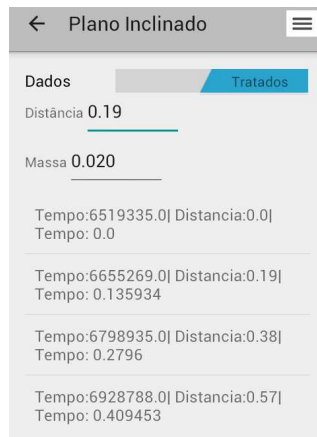 Plano Inclinado
Dados
Tratados
Distância 0.19
Massa 0.020
Tempo:6519335.0| Distancia:0.0|
Tempo: 0.0
Tempo:6655269.0| Distancia:0.19|
Tempo: 0.135934
Tempo:6798935.0| Distancia:0.38|
Tempo: 0.2796
Tempo:6928788.0| Distancia:0.57|
Tempo: 0.409453